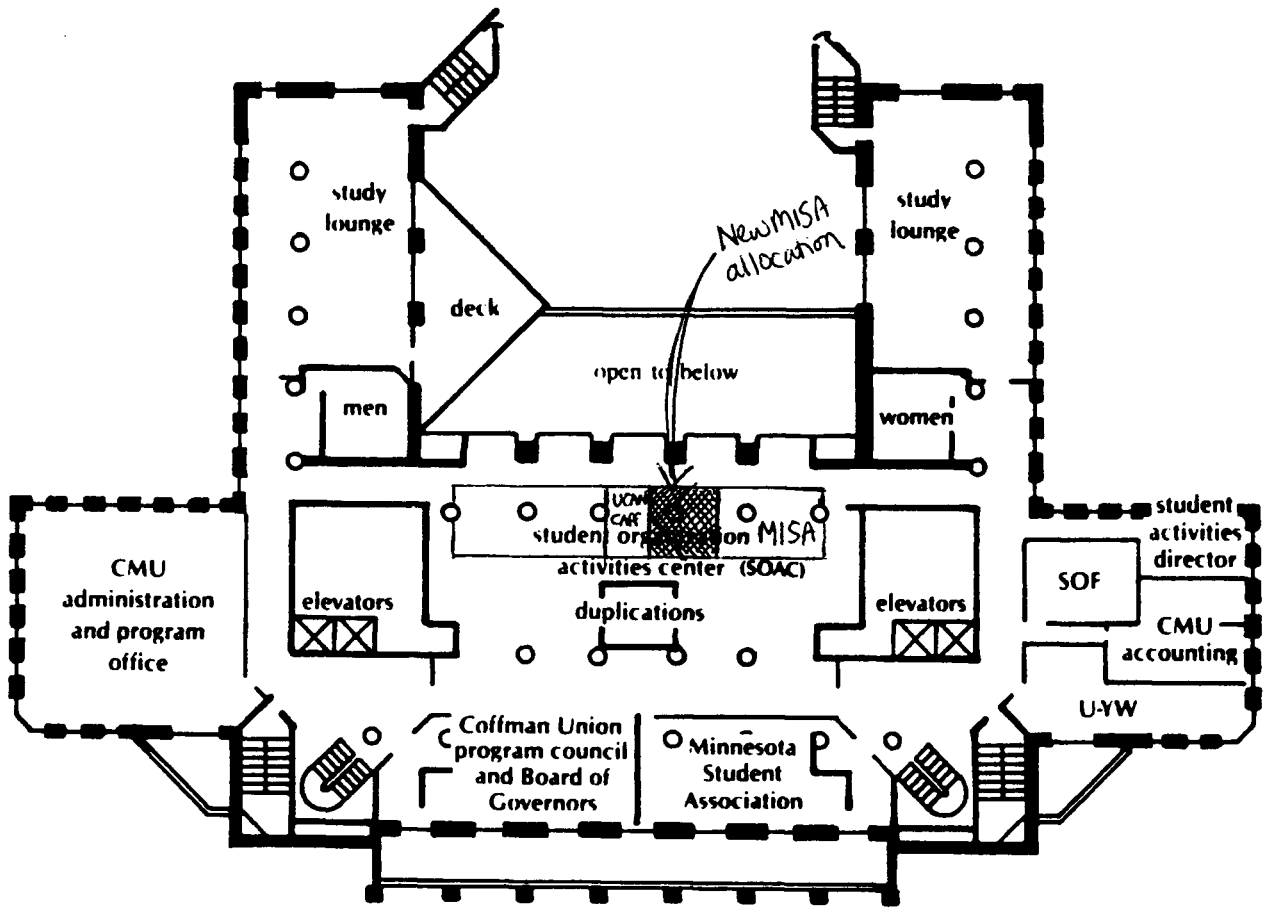 study
lounge
study
lounge
New MISA
allocation
deck
open to below
men
women
CAFE
MISA
student organization
activities center (SOAC)
student
activities
director
CMU
administration
and program
office
elevators
duplications
elevators
SOF
CMU
accounting
U-YW
Coffman Union
program council
and Board of
Governors
Minnesota
Student
Association